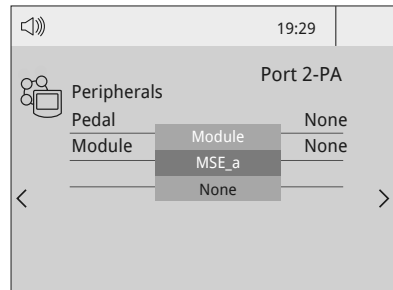 19:29
Port 2-PA
Peripherals
Pedal None
Module None
Module
MSE_a
None